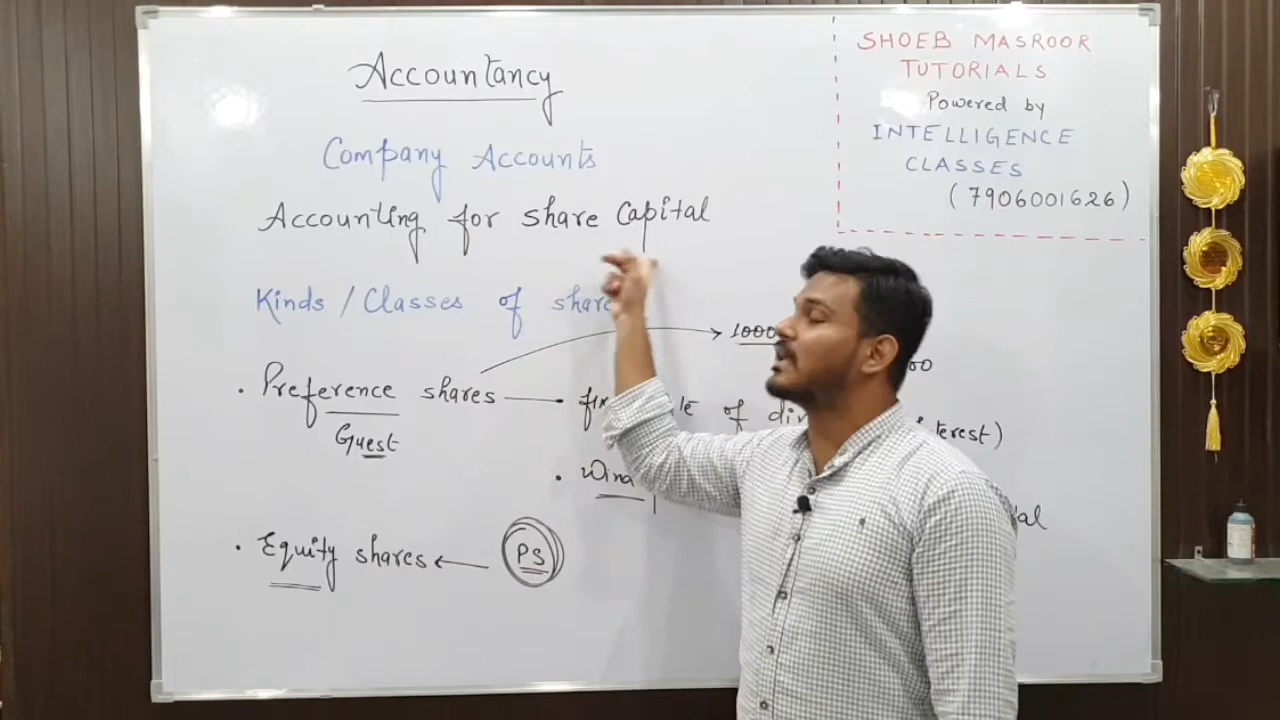 Accountancy
Company Accounts
Accounting for share Capital
Kinds / Classes of share
1000
• Preference shares
Guest
of
• Equity shares
PS
SHOEB MASROOR
TUTORIALS
Powered by
INTELLIGENCE
CLASSES
(7906001626)